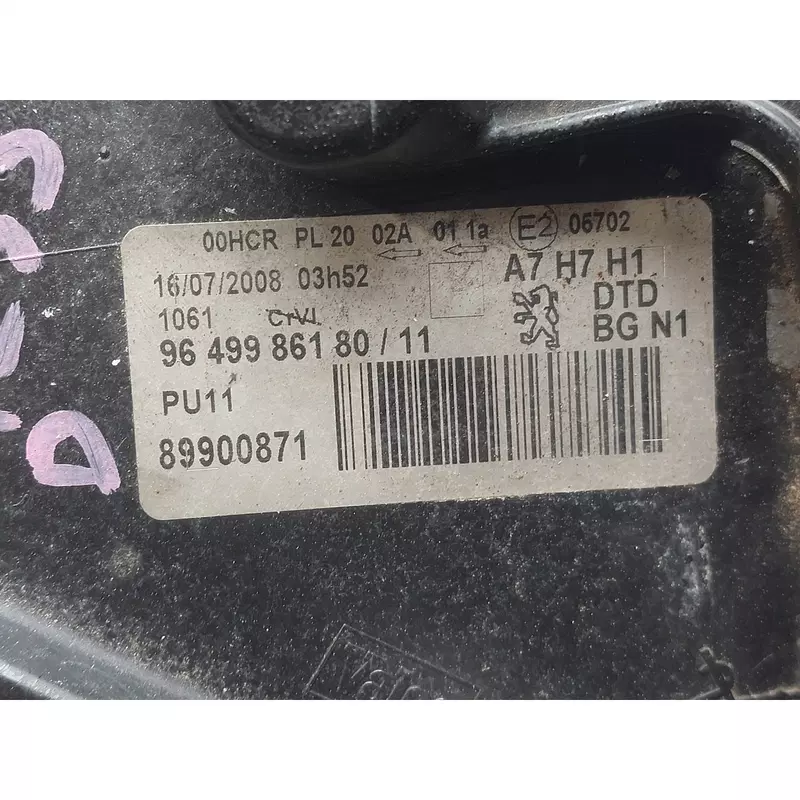 00HCR PL 20 02A 01 1a E2 06702
16/07/2008 03h52
A7 H7 H1
1061 CrVL
DTD
96 499 861 80 / 11
BG N1
PU11
89900871